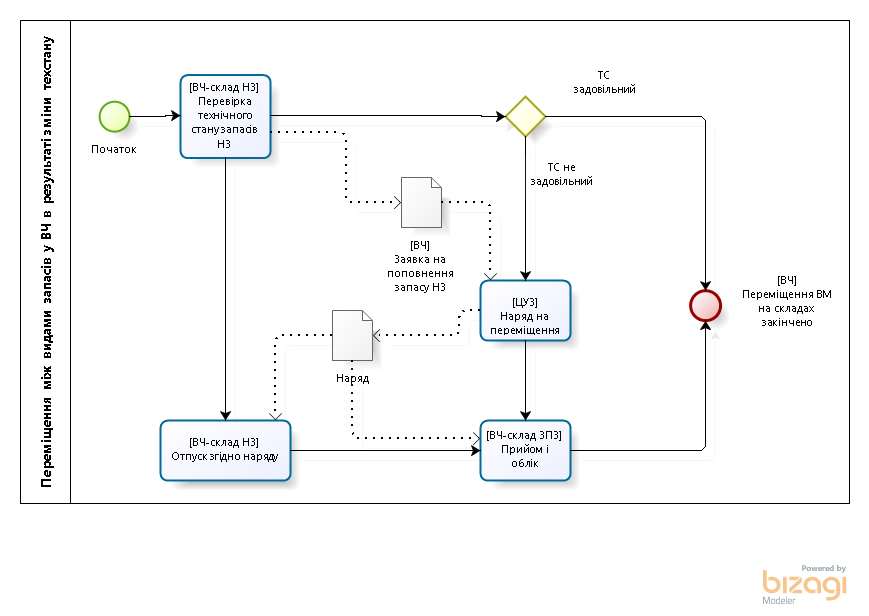 Переміщення між видами запасів у ВЧ в результаті зміни техстану
Початок
[ВЧ-склад НЗ]
Перевірка
технічного
стану запасів
НЗ
ТС
задовільний
ТС не
задовільний
[ВЧ]
Заявка на
поповнення
запасу НЗ
[ЦУЗ]
Наряд на
переміщення
[ВЧ]
Переміщення ВМ
на складах
закінчено
Наряд
[ВЧ-склад НЗ]
Отпуск згідно наряду
[ВЧ-склад ЗПЗ]
Прийом і
облік
Powered by
bizagi
Modeler